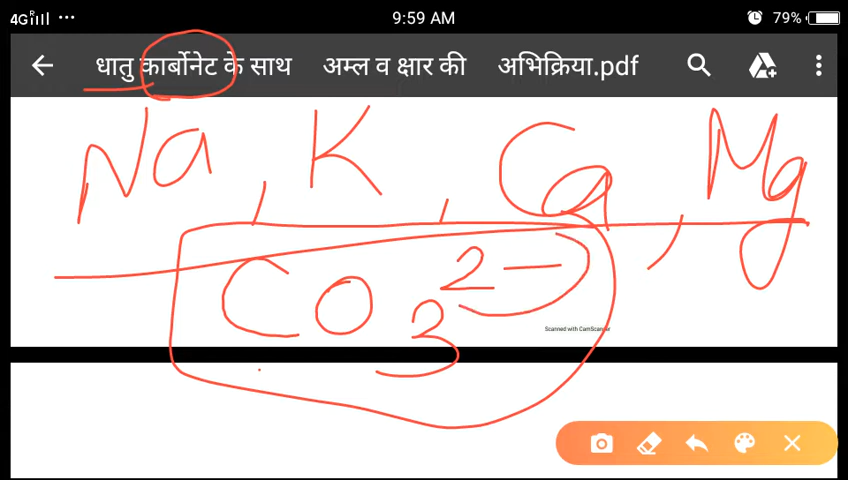 4G R 9:59 AM 79%
धातु कार्बोनेट के साथ अम्ल व क्षार की अभिक्रिया.pdf
Na, K, Ca, Mg
CO3 2-
Scanned with CamScanner